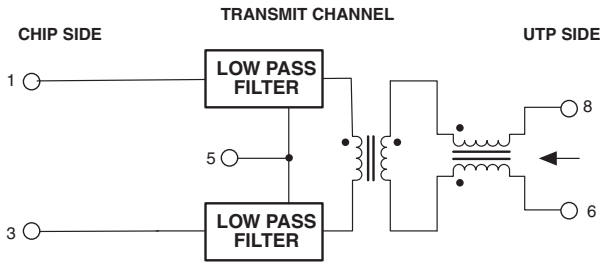 TRANSMIT CHANNEL
CHIP SIDE
UTP SIDE
LOW PASS
FILTER
1
8
5
LOW PASS
FILTER
3
6